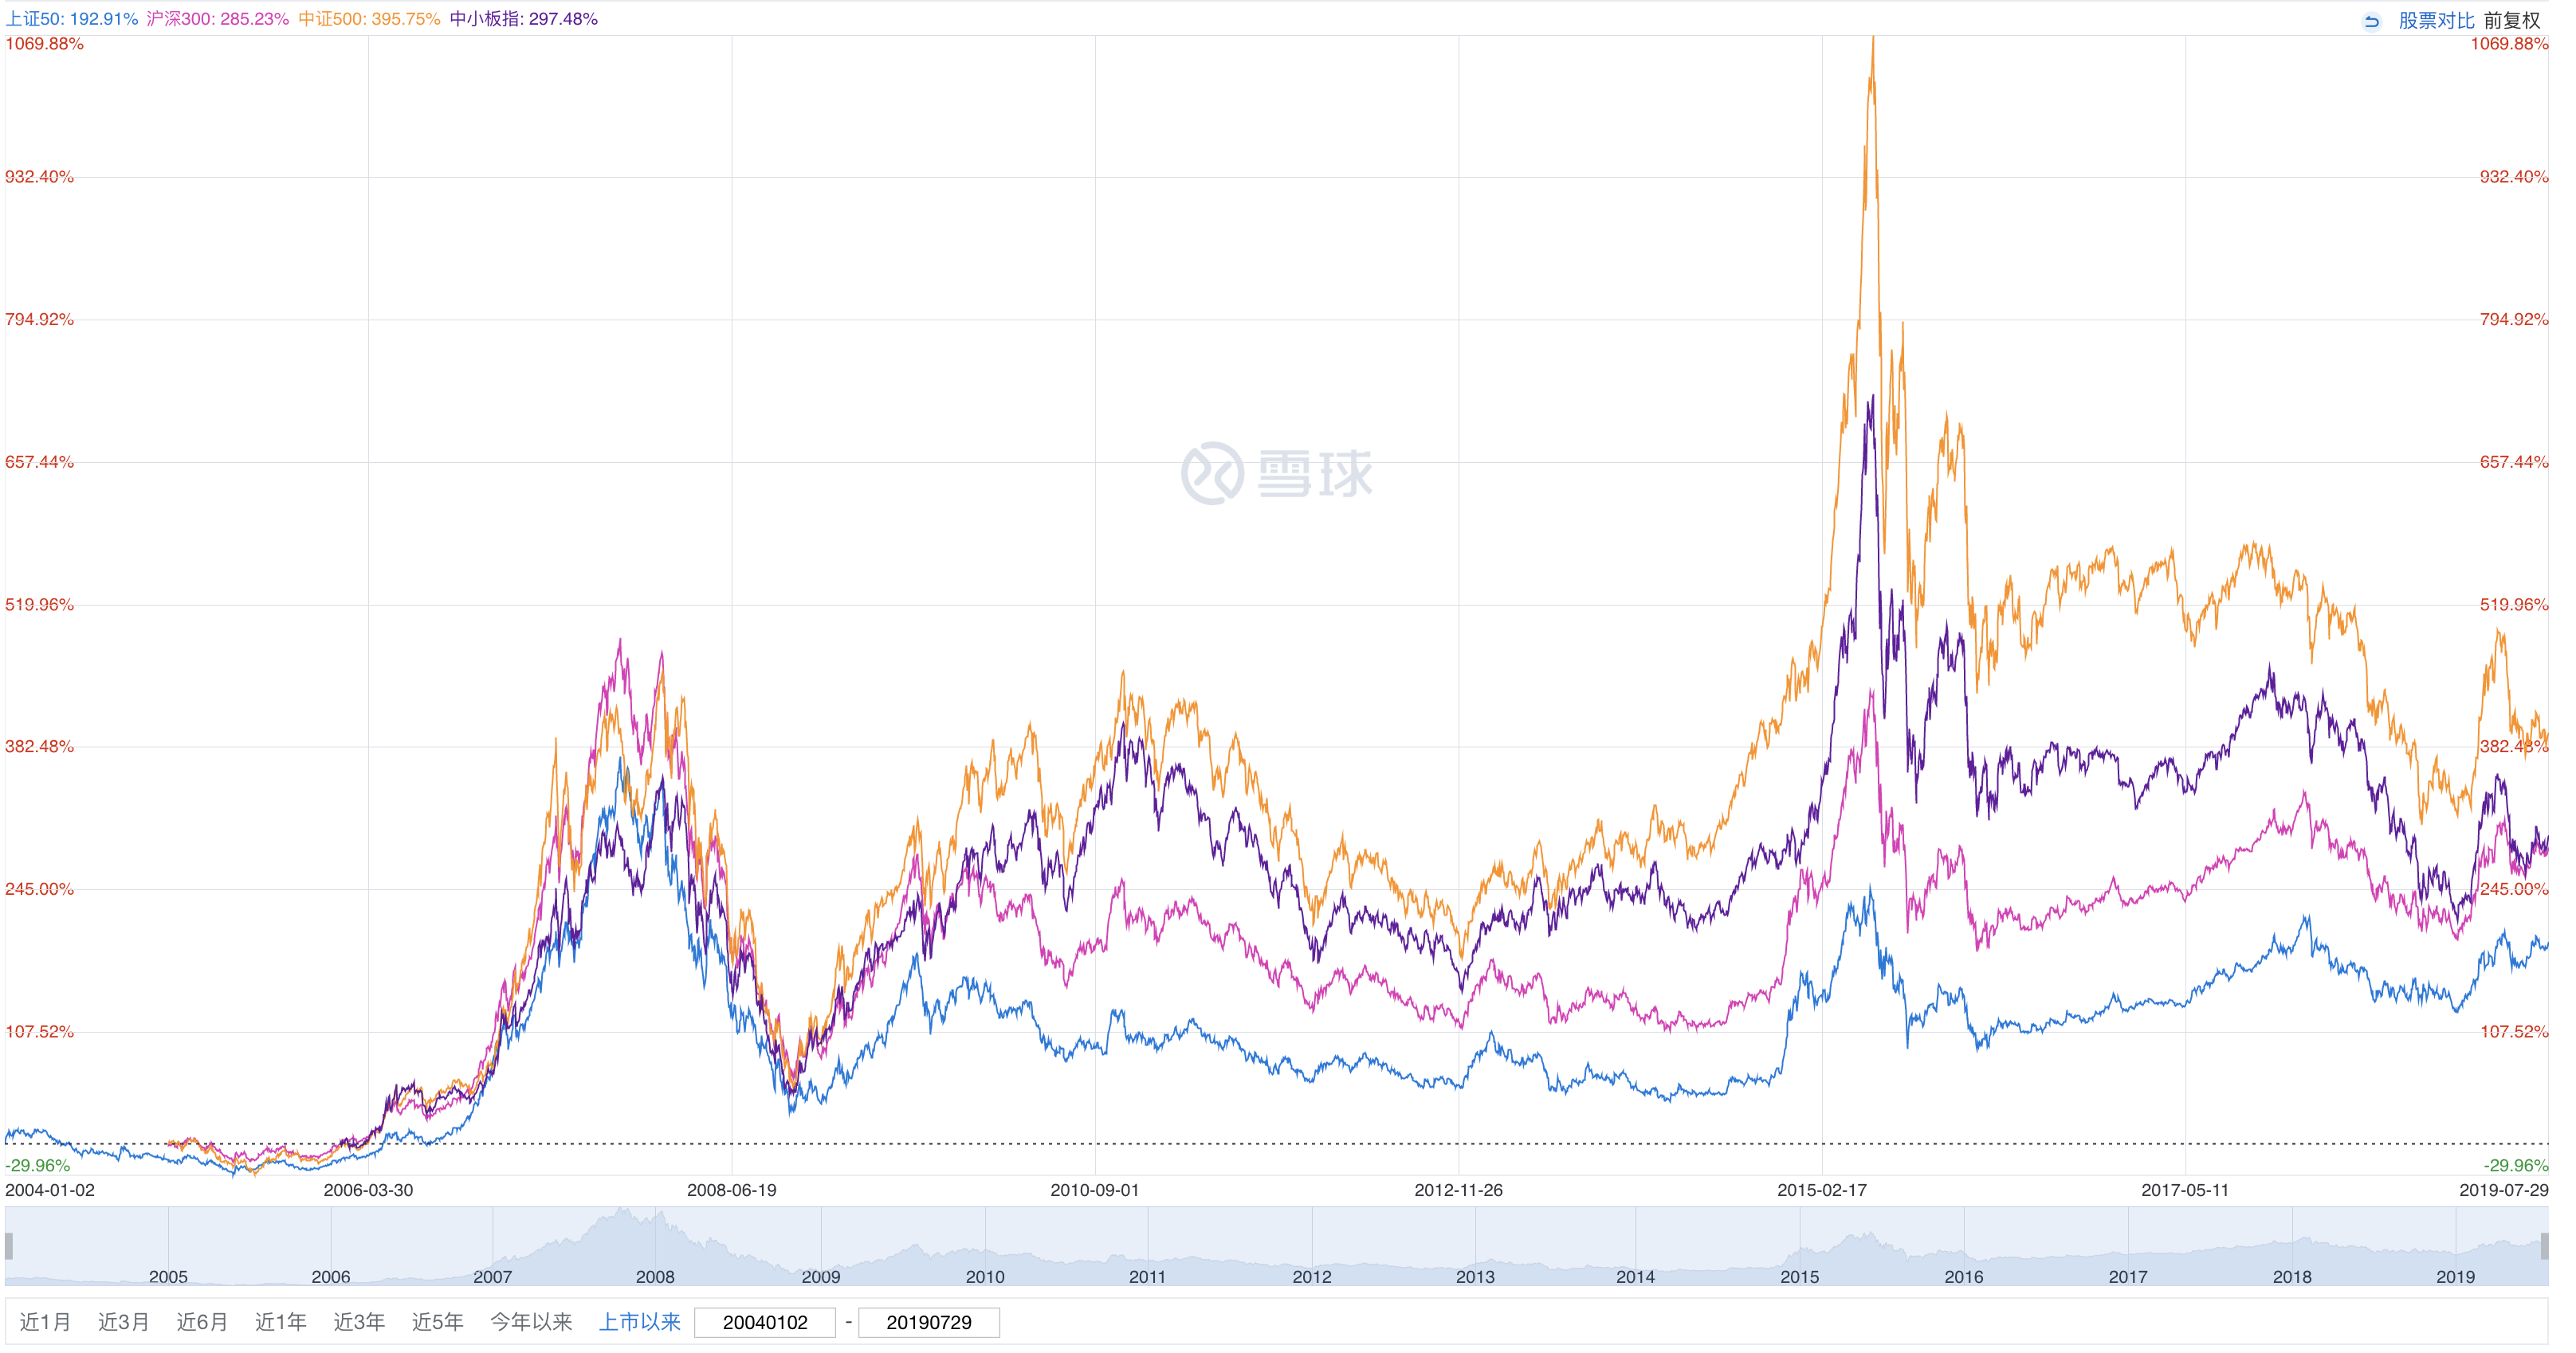 上证50: 192.91% 沪深300: 285.23% 中证500: 395.75% 中小板指: 297.48% 股票对比 前复权
1069.88% 1069.88%
932.40% 932.40%
794.92% 794.92%
雪球
657.44% 657.44%
519.96% 519.96%
382.48% 382.48%
245.00% 245.00%
107.52% 107.52%
-29.96% -29.96%
2004-01-02 2006-03-30 2008-06-19 2010-09-01 2012-11-26 2015-02-17 2017-05-11 2019-07-29
2005 2006 2007 2008 2009 2010 2011 2012 2013 2014 2015 2016 2017 2018 2019
近1月 近3月 近6月 近1年 近3年 近5年 今年以来 上市以来 20040102 - 20190729